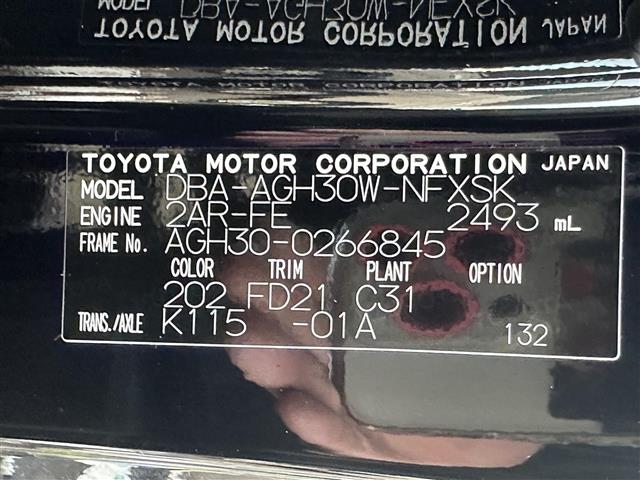 TOYOTA MOTOR CORPORATION JAPAN
MODEL DBA-AGH30W-NFXSK
ENGINE 2AR-FE 2493 mL
FRAME No. AGH30-0266845
COLOR TRIM PLANT OPTION
202 FD21 C31
TRANS./AXLE K115 -01A 132